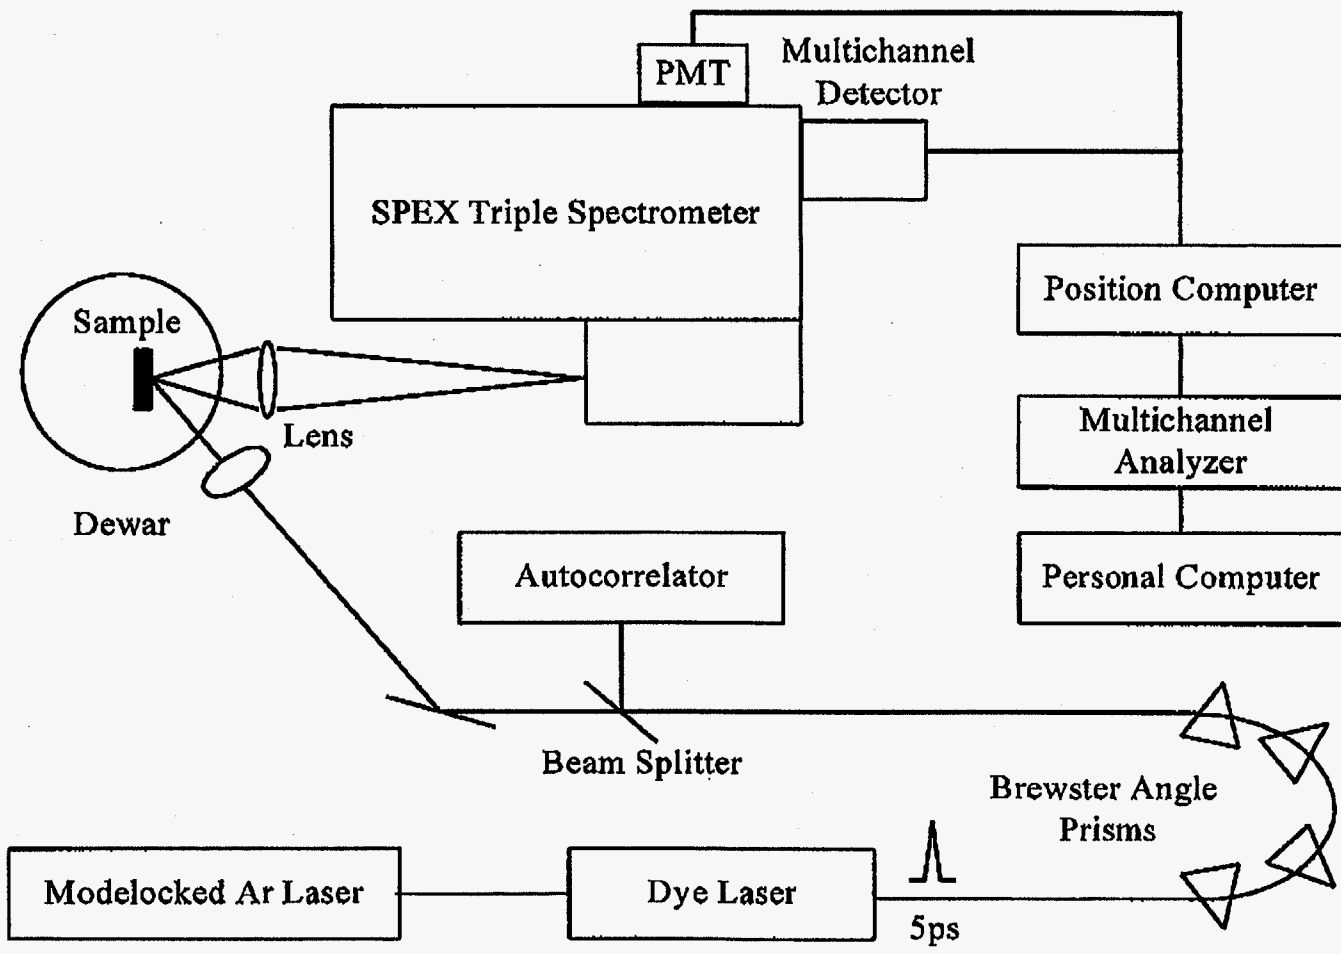 PMT
Multichannel
Detector
SPEX Triple Spectrometer
Position Computer
Sample
Lens
Multichannel
Analyzer
Dewar
Autocorrelator
Personal Computer
Beam Splitter
Brewster Angle
Prisms
Modelocked Ar Laser
Dye Laser
5ps